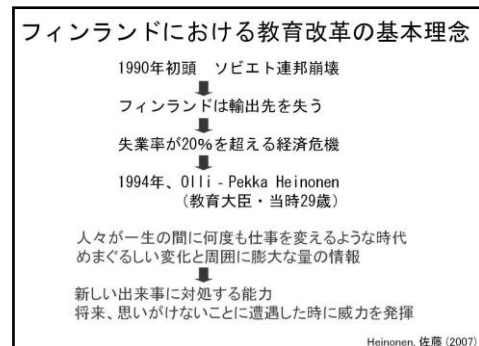 フィンランドにおける教育改革の基本理念
1990年初頭　ソビエト連邦崩壊
フィンランドは輸出先を失う
失業率が20%を超える経済危機
1994年、Olli - Pekka Heinonen
(教育大臣・当時29歳)
人々が一生の間に何度も仕事を変えるような時代
めまぐるしい変化と周囲に膨大な量の情報
新しい出来事に対処する能力
将来、思いがけないことに遭遇した時に威力を発揮
Heinonen, 佐藤 (2007)